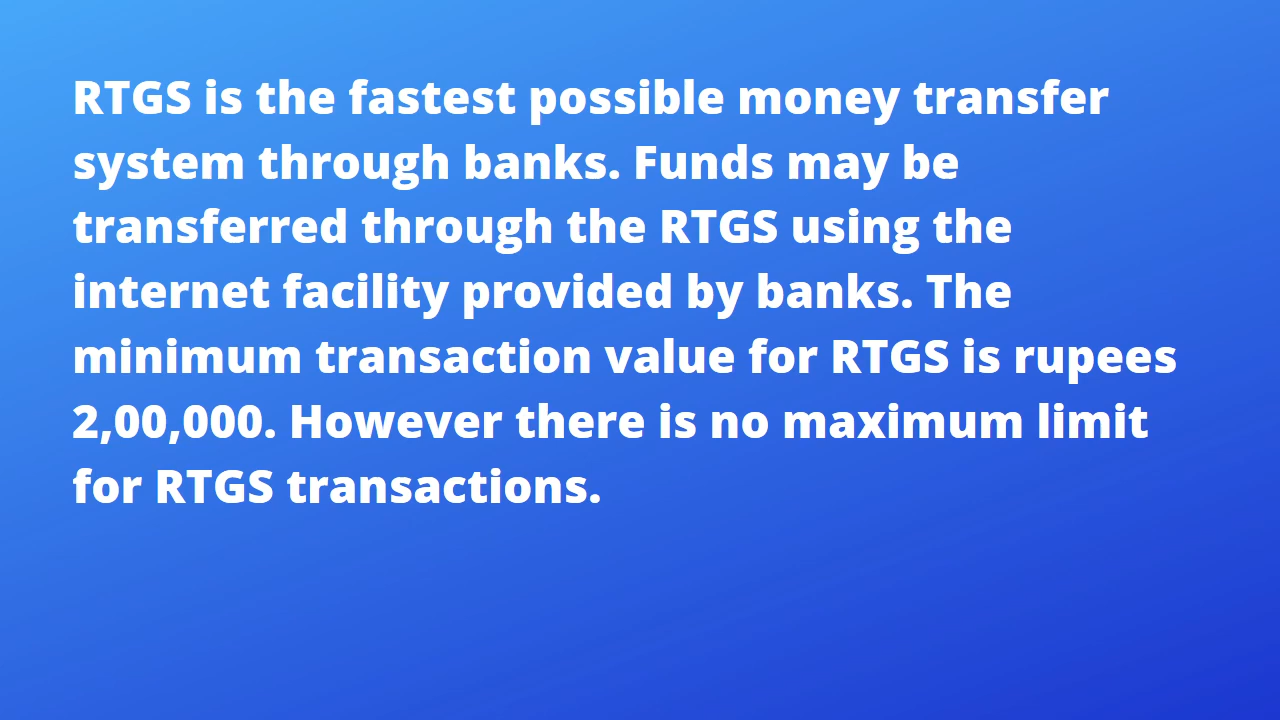 RTGS is the fastest possible money transfer
system through banks. Funds may be
transferred through the RTGS using the
internet facility provided by banks. The
minimum transaction value for RTGS is rupees
2,00,000. However there is no maximum limit
for RTGS transactions.